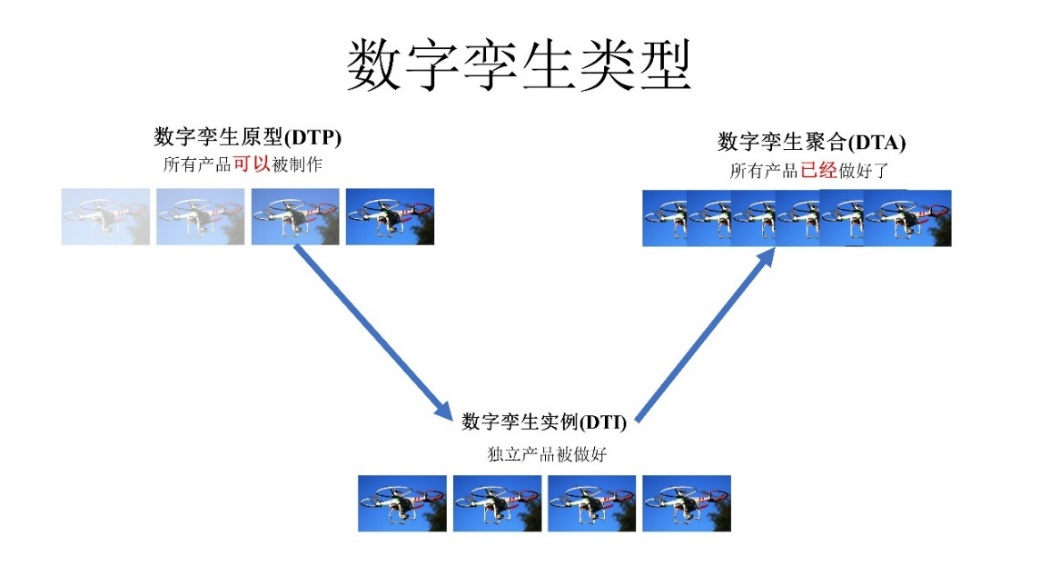 数字孪生类型
数字孪生原型(DTP)
所有产品可以被制作
数字孪生聚合(DTA)
所有产品已经做好了
数字孪生实例(DTI)
独立产品被做好